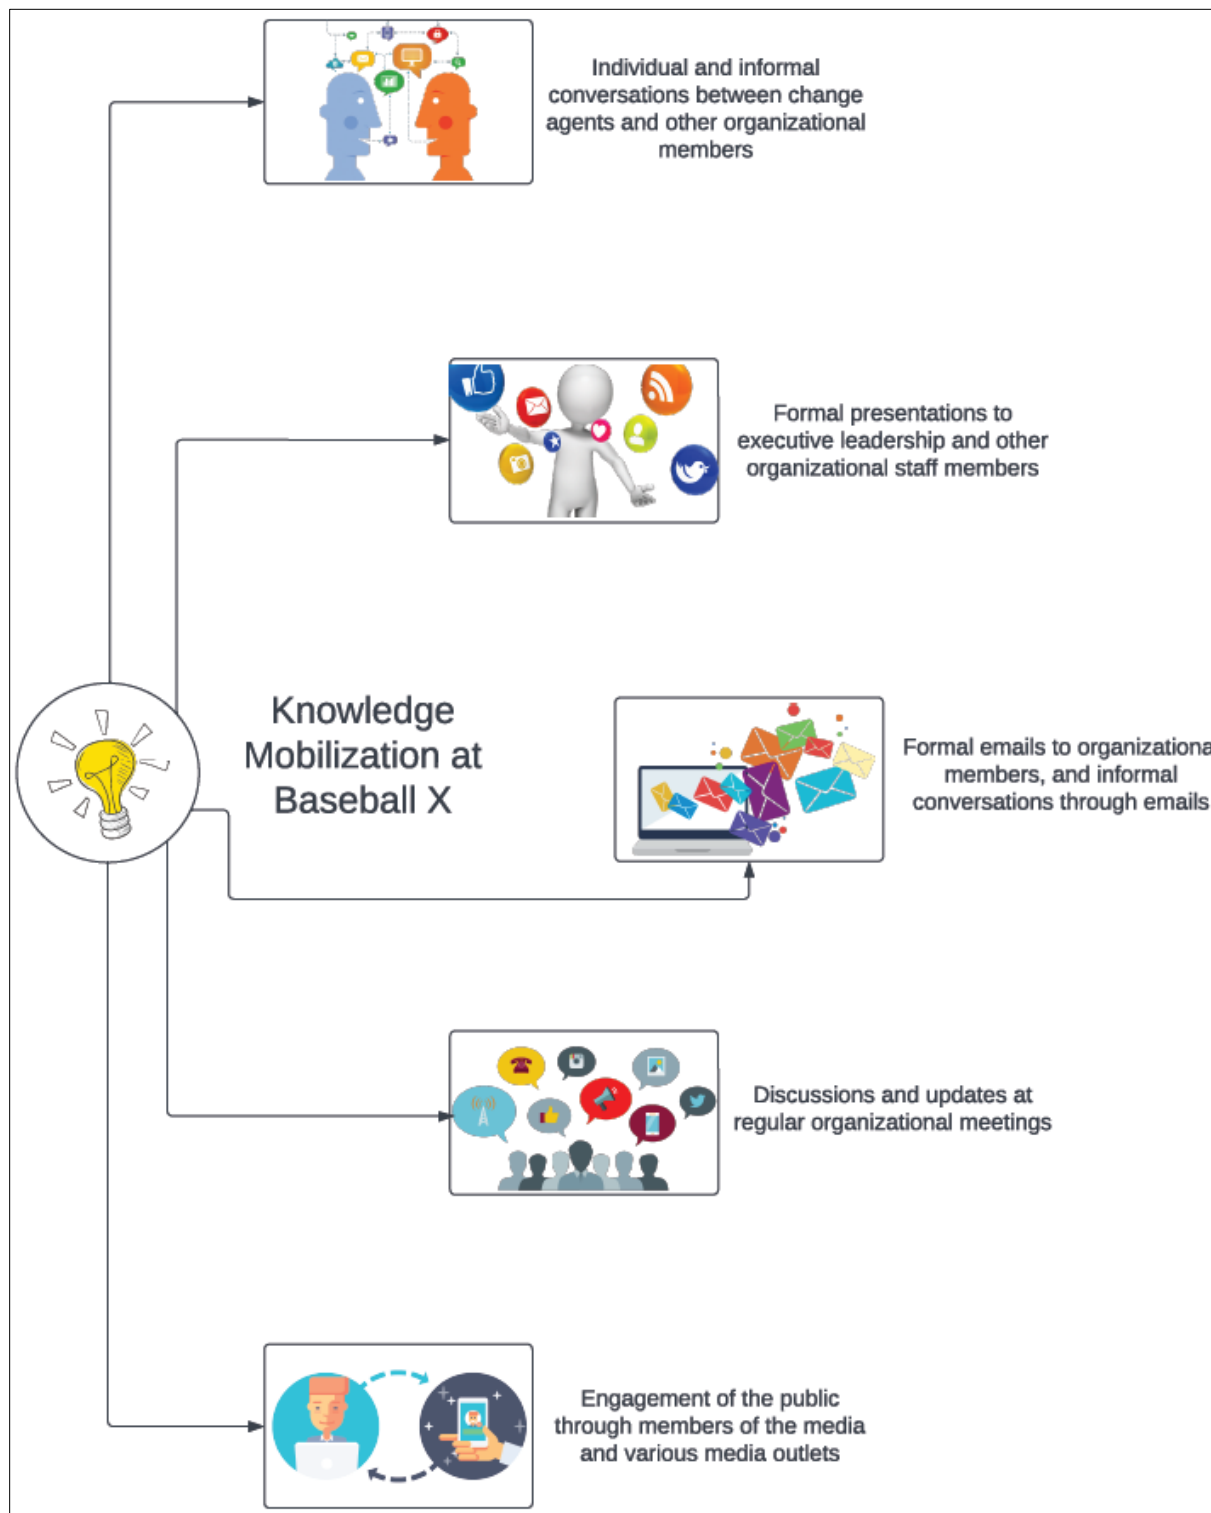 Individual and informal
conversations between change
agents and other organizational
members
Formal presentations to
executive leadership and other
organizational staff members
Knowledge
Mobilization at
Baseball X
Formal emails to organizationa
members, and informal
conversations through emails
Discussions and updates at
regular organizational meetings
Engagement of the public
through members of the media
and various media outlets